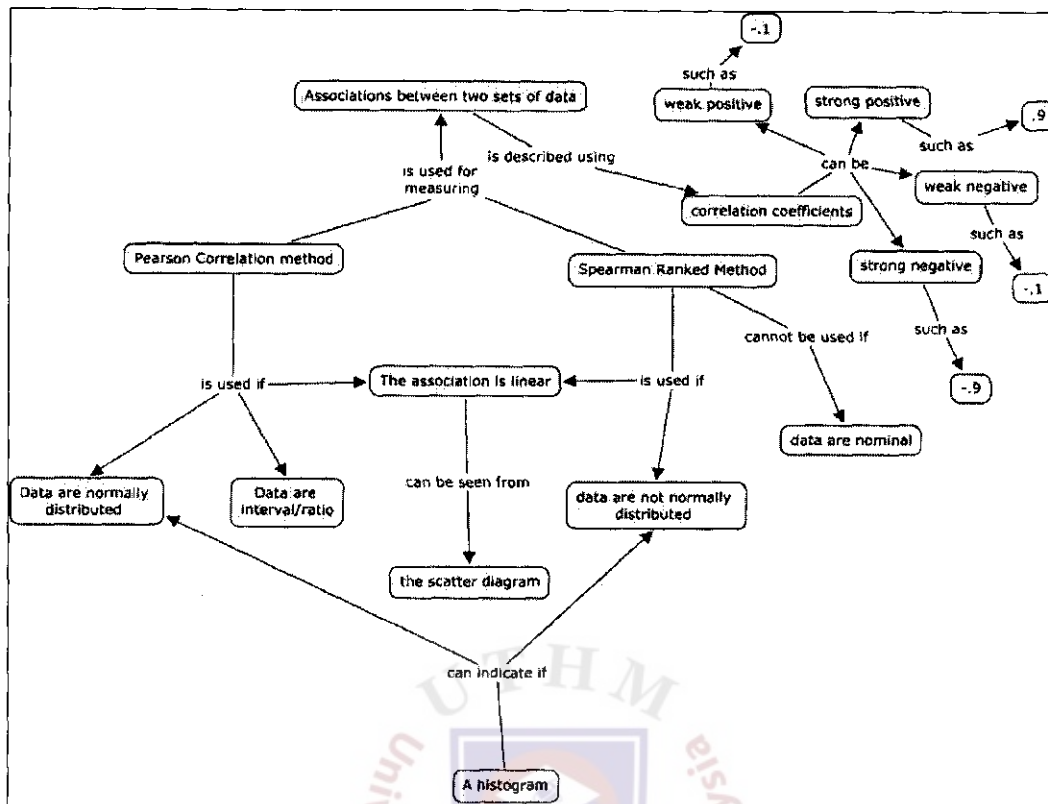 -.1
such as
Associations between two sets of data
weak positive
strong positive
.9
such as
is described using
can be
is used for
measuring
weak negative
correlation coefficients
such as
Pearson Correlation method
Spearman Ranked Method
strong negative
-.1
such as
cannot be used if
is used if
The association is linear
is used if
-.9
data are nominal
Data are normally
distributed
Data are
interval/ratio
can be seen from
data are not normally
distributed
the scatter diagram
can indicate if
UTHM
A histogram